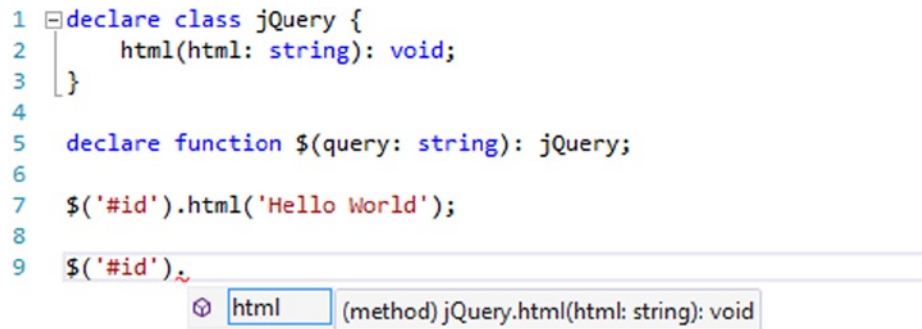 1 declare class jQuery {
2 html(html: string): void;
3 }
4
5 declare function $(query: string): jQuery;
6
7 $('#id').html('Hello World');
8
9 $('#id').
html (method) jQuery.html(html: string): void